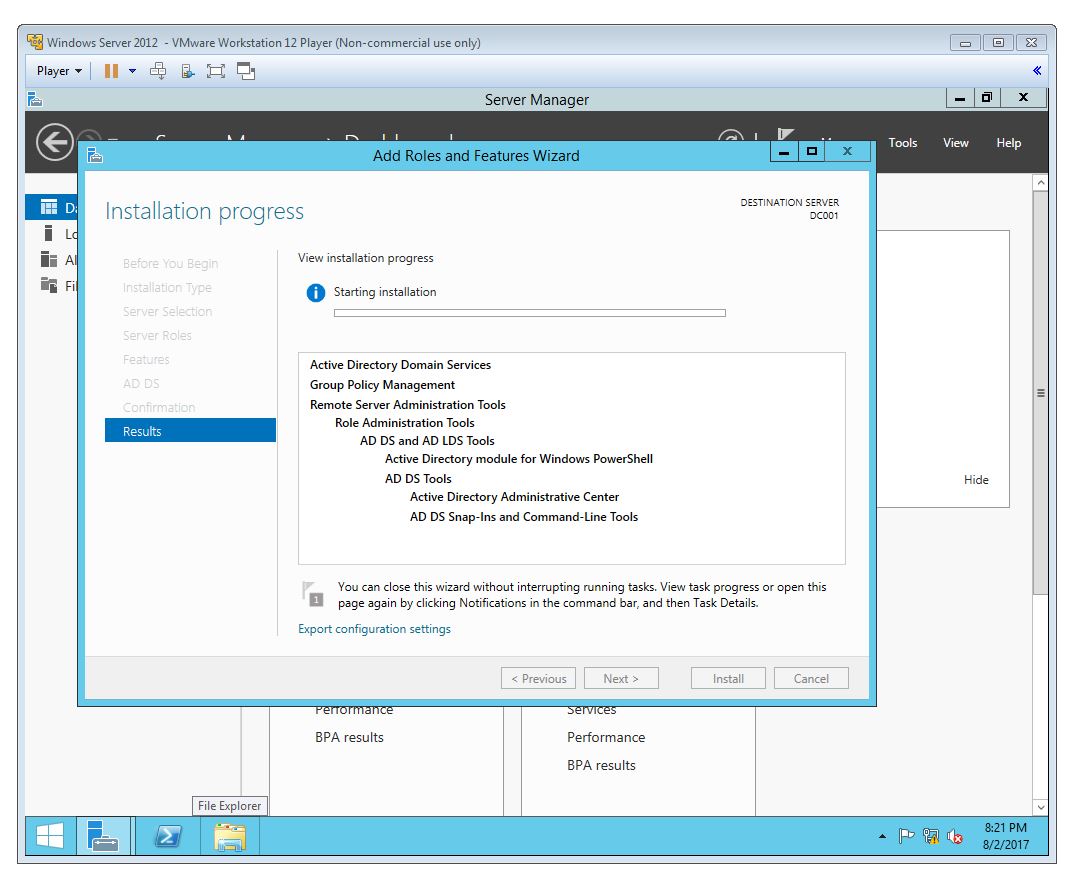 Windows Server 2012 - VMware Workstation 12 Player (Non-commercial use only)
Player
Server Manager
Tools View Help
Add Roles and Features Wizard
Installation progress
DESTINATION SERVER
DC001
Before You Begin
Installation Type
Server Selection
Server Roles
Features
AD DS
Confirmation
Results
View installation progress
Starting installation
Active Directory Domain Services
Group Policy Management
Remote Server Administration Tools
Role Administration Tools
AD DS and AD LDS Tools
Active Directory module for Windows PowerShell
AD DS Tools
Active Directory Administrative Center
AD DS Snap-Ins and Command-Line Tools
1
You can close this wizard without interrupting running tasks. View task progress or open this
page again by clicking Notifications in the command bar, and then Task Details.
Export configuration settings
< Previous
Next >
Install
Cancel
Hide
Performance
BPA results
Services
Performance
BPA results
File Explorer
8:21 PM
8/2/2017